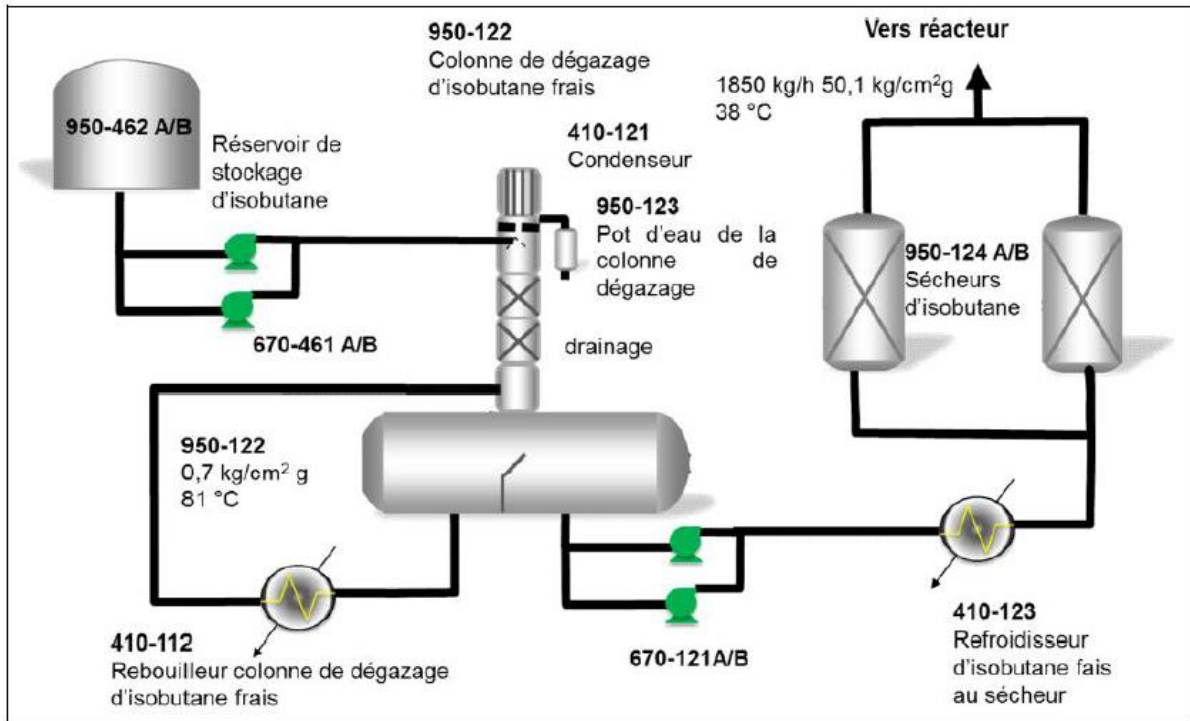 950-122
Colonne de dégazage
d'isobutane frais
Vers réacteur
1850 kg/h 50,1 kg/cm²g
38 °C
410-121
Condenseur
950-462 A/B
Réservoir de
stockage
d'isobutane
950-123
Pot d'eau de la
colonne de
dégazage
950-124 A/B
Sécheurs
d'isobutane
670-461 A/B
drainage
950-122
0,7 kg/cm² g
81 °C
410-112
Rebouilleur colonne de dégazage
d'isobutane frais
670-121A/B
410-123
Refroidisseur
d'isobutane fais
au sécheur